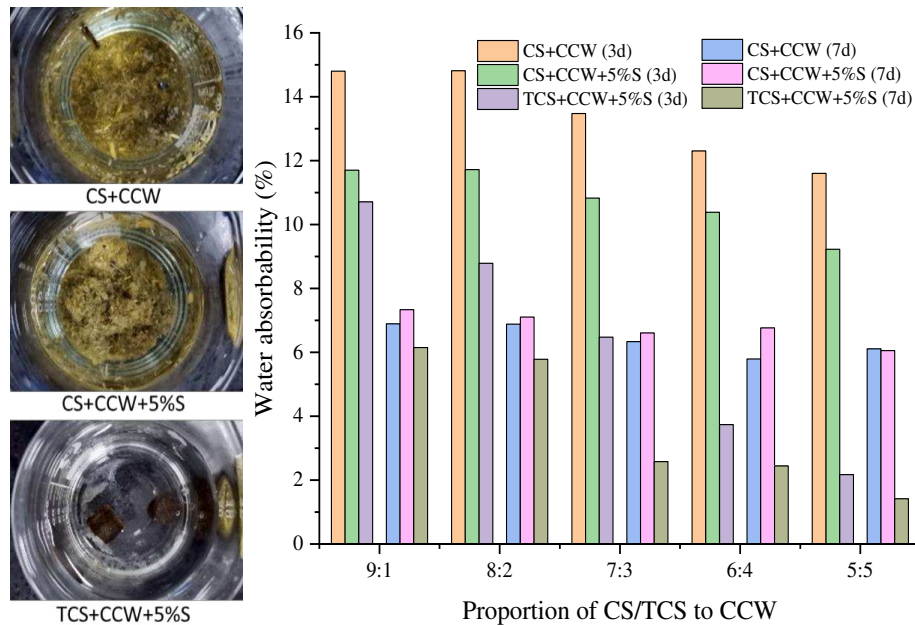 CS+CCW
CS+CCW+5%S
TCS+CCW+5%S
Water absorbability (%)
16
14
12
10
8
6
4
2
0
CS+CCW (3d)
CS+CCW+5%S (3d)
TCS+CCW+5%S (3d)
CS+CCW (7d)
CS+CCW+5%S (7d)
TCS+CCW+5%S (7d)
9:1 8:2 7:3 6:4 5:5
Proportion of CS/TCS to CCW